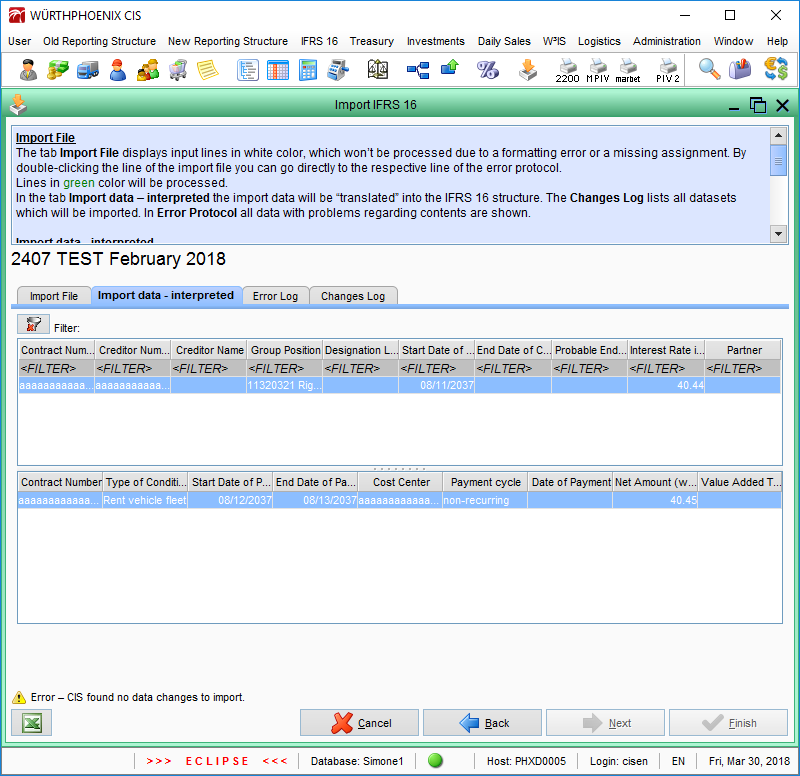 WÜRTHPHOENIX CIS
User Old Reporting Structure New Reporting Structure IFRS 16 Treasury Investments Daily Sales W³IS Logistics Administration Window Help
2200 MPIV market PIV2
Import IFRS 16
Import File
The tab Import File displays input lines in white color, which won't be processed due to a formatting error or a missing assignment. By
double-clicking the line of the import file you can go directly to the respective line of the error protocol.
Lines in green color will be processed.
In the tab Import data – interpreted the import data will be “translated” into the IFRS 16 structure. The Changes Log lists all datasets
which will be imported. In Error Protocol all data with problems regarding contents are shown.
Import data - interpreted
2407 TEST February 2018
Import File Import data - interpreted Error Log Changes Log
Filter:
Contract Num... Creditor Num... Creditor Name Group Position Designation L... Start Date of ... End Date of C... Probable End... Interest Rate i... Partner
<FILTER> <FILTER> <FILTER> <FILTER> <FILTER> <FILTER> <FILTER> <FILTER> <FILTER> <FILTER>
aaaaaaaaaaa... aaaaaaaaaaa... 11320321 Rig... 08/11/2037 40.44
Contract Number Type of Conditi... Start Date of P... End Date of Pa... Cost Center Payment cycle Date of Payment Net Amount (w... Value Added T...
aaaaaaaaaaaa... Rent vehicle fleet 08/12/2037 08/13/2037 aaaaaaaaaaaa... non-recurring 40.45
Error – CIS found no data changes to import.
Cancel Back Next Finish
>>> ECLIPSE <<< Database: Simone1 Host: PHXD0005 Login: cisen EN Fri, Mar 30, 2018